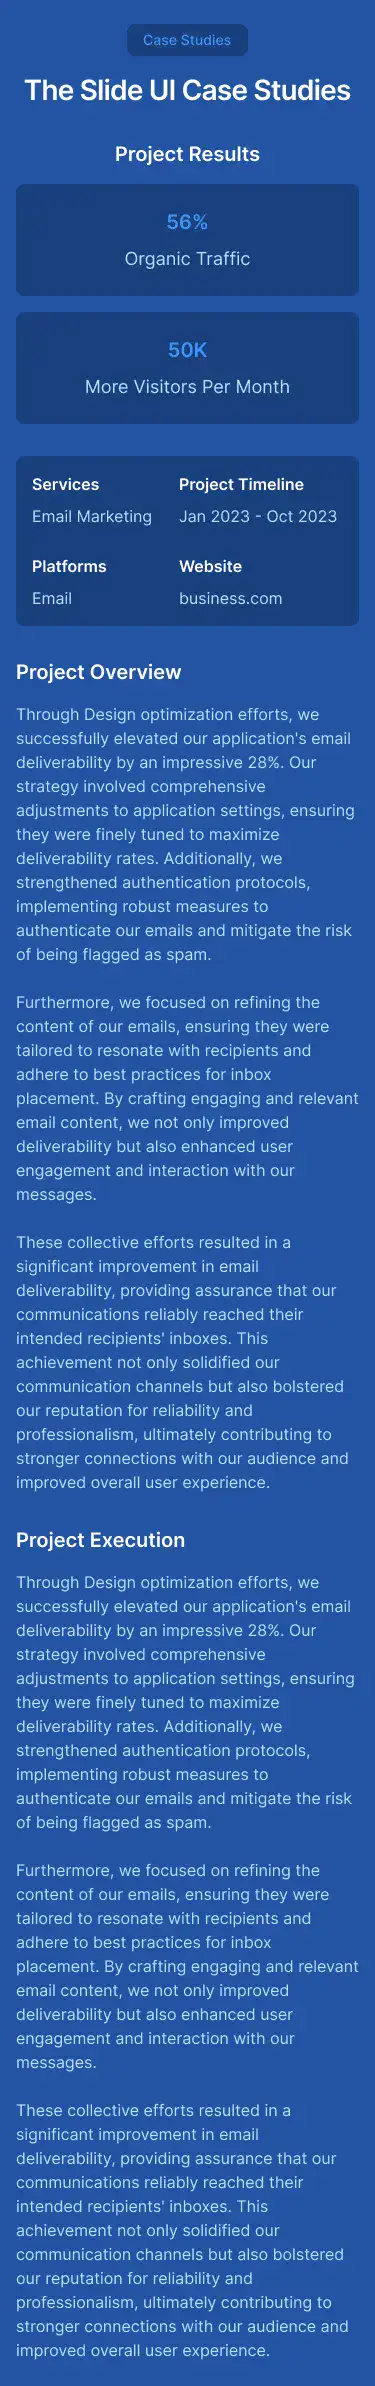 Case Studies
The Slide UI Case Studies
Project Results
56%
Organic Traffic
50K
More Visitors Per Month
Services
Email Marketing
Project Timeline
Jan 2023 - Oct 2023
Platforms
Email
Website
business.com
Project Overview
Through Design optimization efforts, we
successfully elevated our application's email
deliverability by an impressive 28%. Our
strategy involved comprehensive
adjustments to application settings, ensuring
they were finely tuned to maximize
deliverability rates. Additionally, we
strengthened authentication protocols,
implementing robust measures to
authenticate our emails and mitigate the risk
of being flagged as spam.
Furthermore, we focused on refining the
content of our emails, ensuring they were
tailored to resonate with recipients and
adhere to best practices for inbox
placement. By crafting engaging and relevant
email content, we not only improved
deliverability but also enhanced user
engagement and interaction with our
messages.
These collective efforts resulted in a
significant improvement in email
deliverability, providing assurance that our
communications reliably reached their
intended recipients' inboxes. This
achievement not only solidified our
communication channels but also bolstered
our reputation for reliability and
professionalism, ultimately contributing to
stronger connections with our audience and
improved overall user experience.
Project Execution
Through Design optimization efforts, we
successfully elevated our application's email
deliverability by an impressive 28%. Our
strategy involved comprehensive
adjustments to application settings, ensuring
they were finely tuned to maximize
deliverability rates. Additionally, we
strengthened authentication protocols,
implementing robust measures to
authenticate our emails and mitigate the risk
of being flagged as spam.
Furthermore, we focused on refining the
content of our emails, ensuring they were
tailored to resonate with recipients and
adhere to best practices for inbox
placement. By crafting engaging and relevant
email content, we not only improved
deliverability but also enhanced user
engagement and interaction with our
messages.
These collective efforts resulted in a
significant improvement in email
deliverability, providing assurance that our
communications reliably reached their
intended recipients' inboxes. This
achievement not only solidified our
communication channels but also bolstered
our reputation for reliability and
professionalism, ultimately contributing to
stronger connections with our audience and
improved overall user experience.